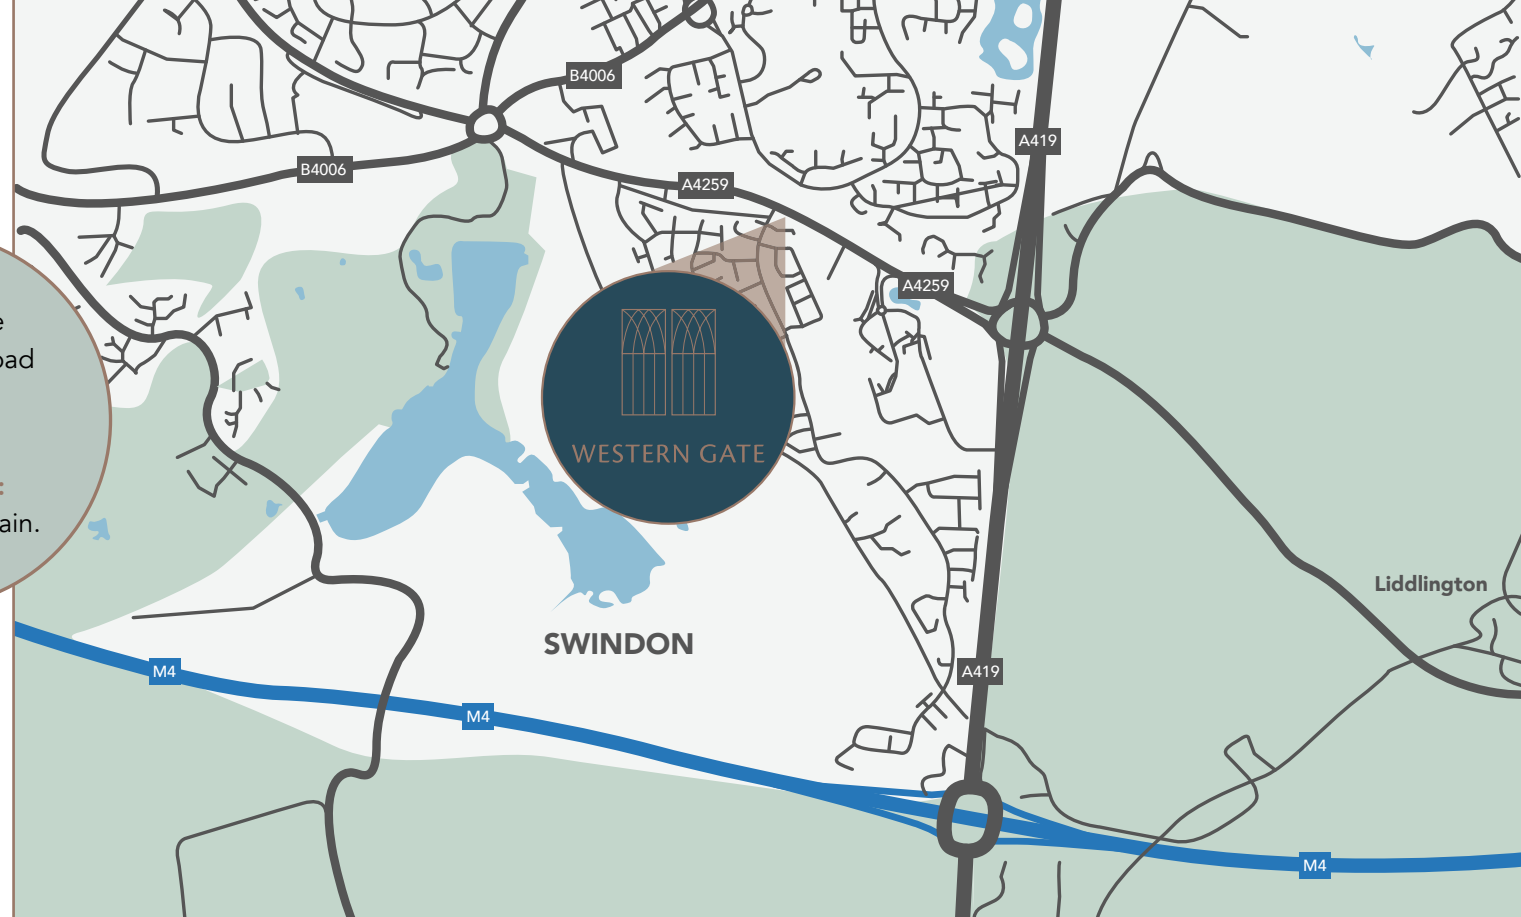 B4006
A419
B4006
A4259
A4259
oad
ain.
WESTERN GATE
Liddlington
SWINDON
M4
A419
M4
M4